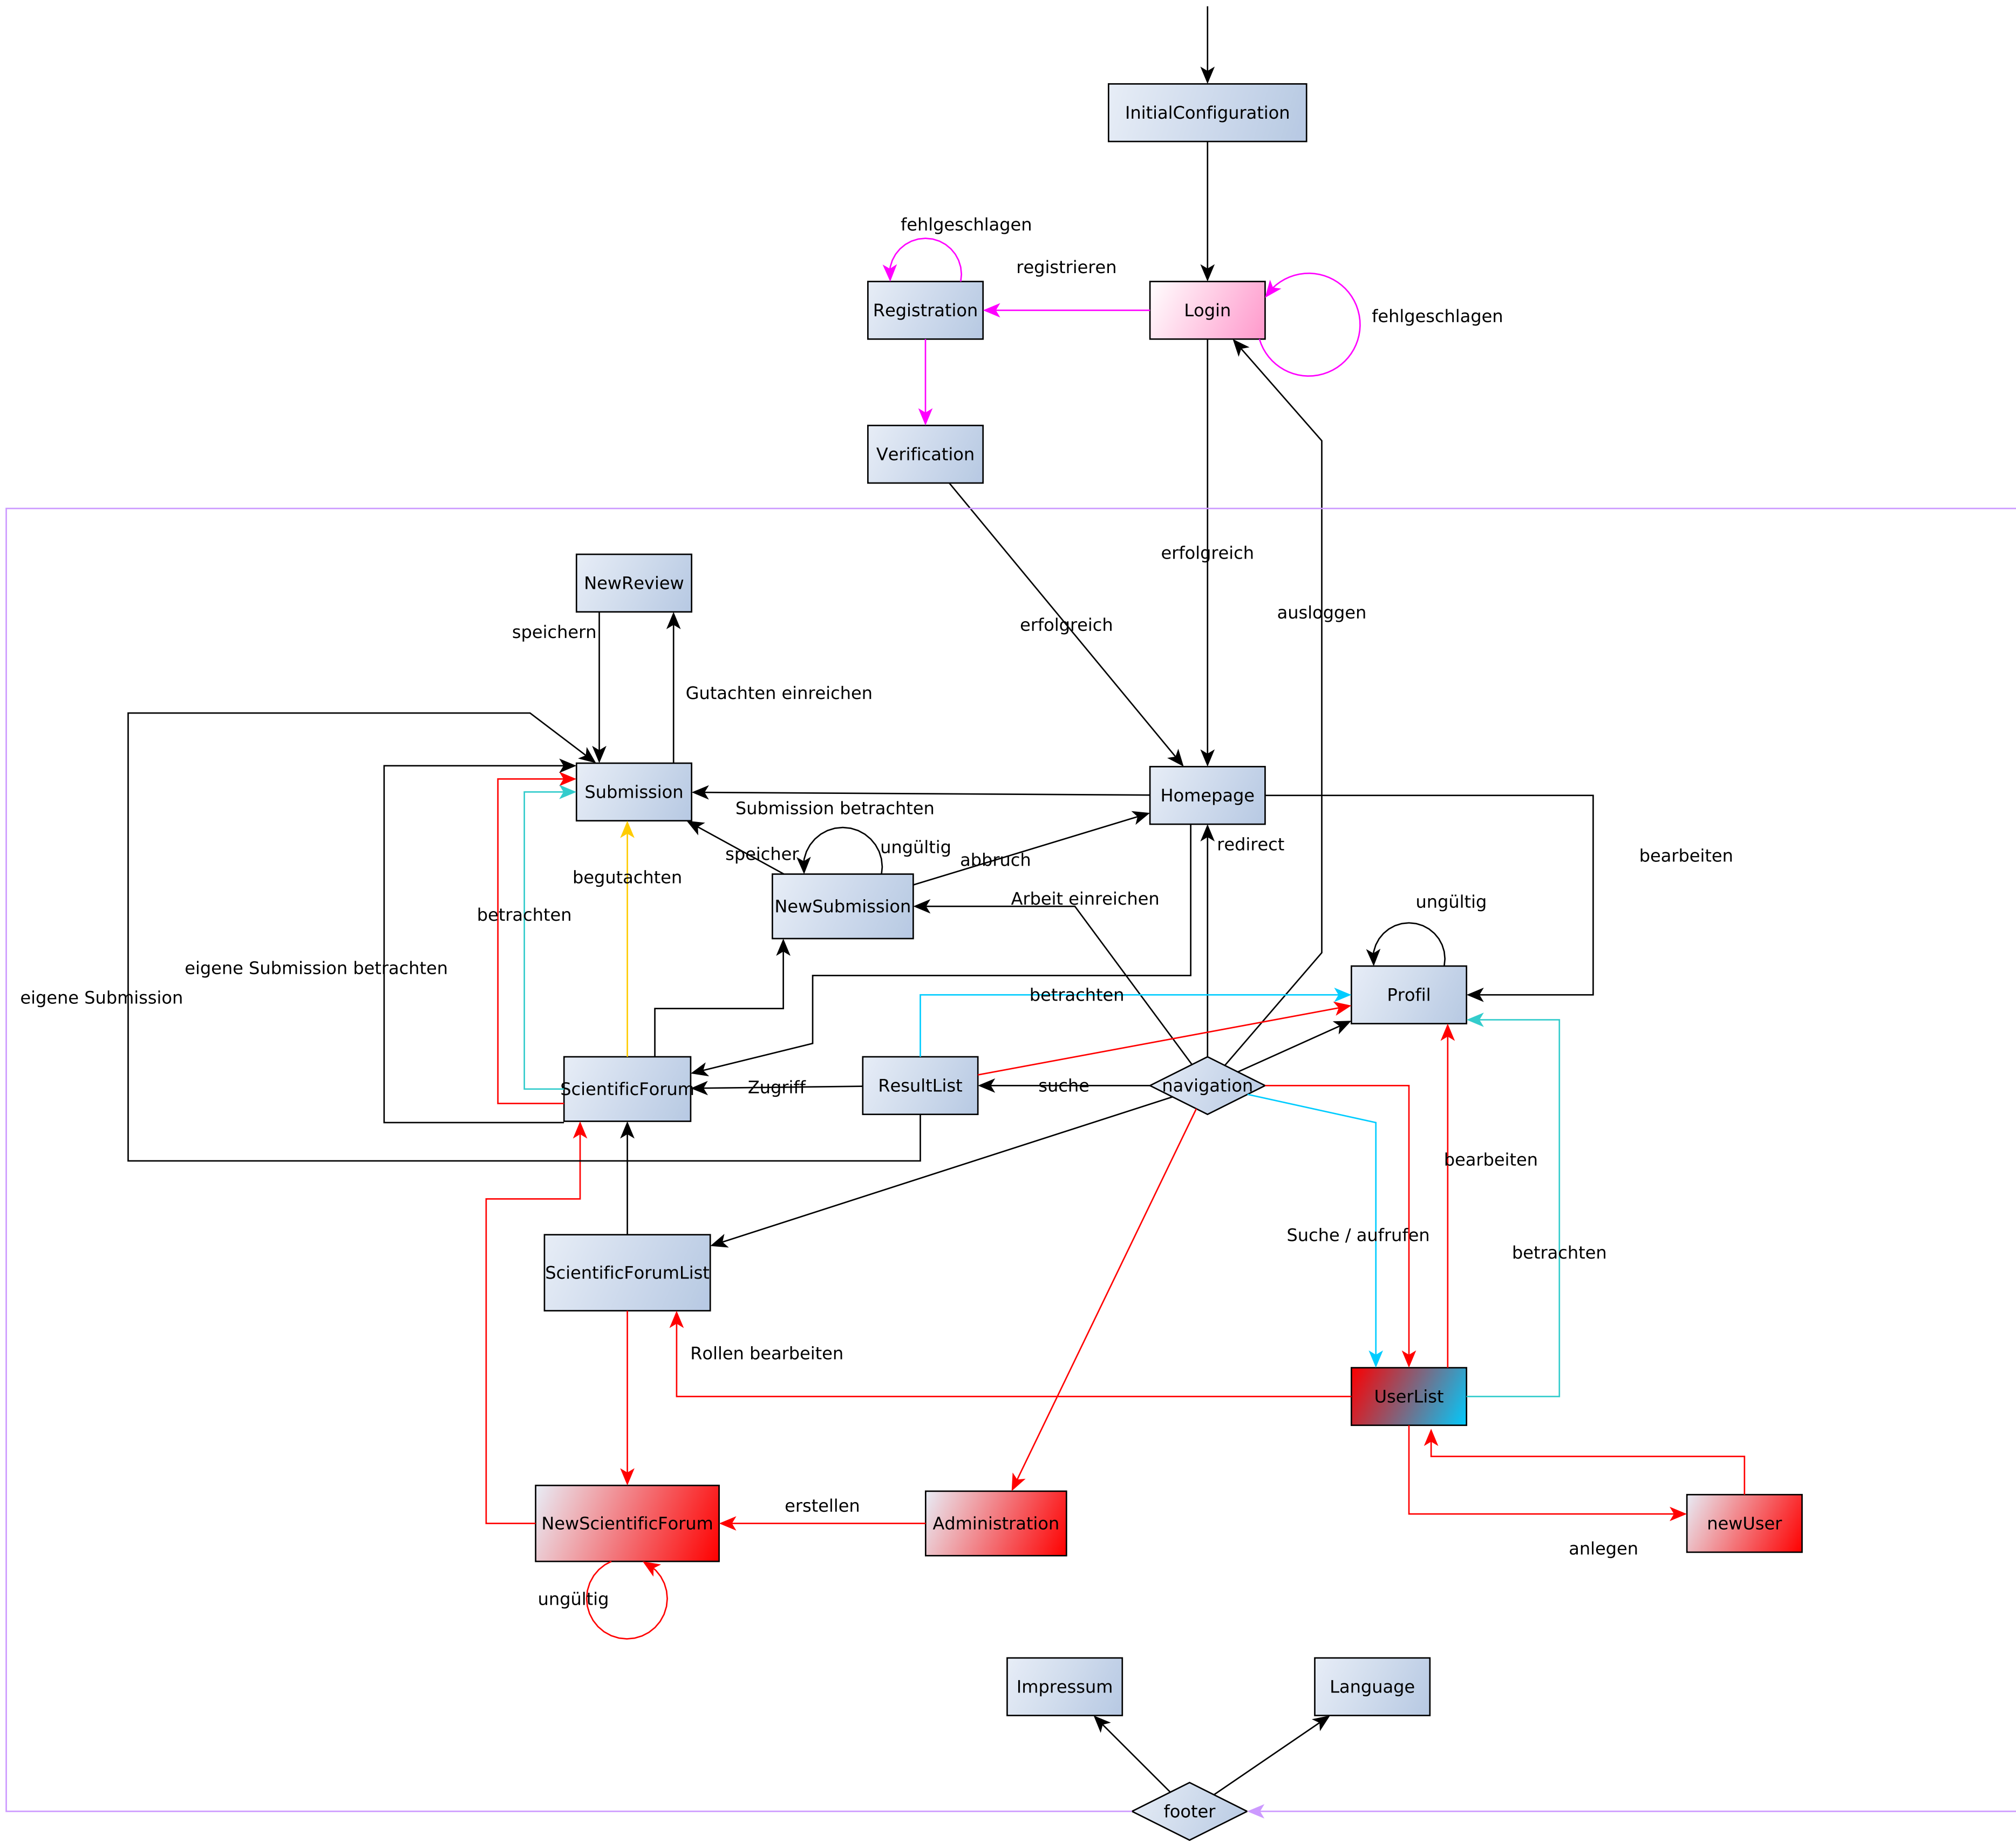 InitialConfiguration
fehlgeschlagen
registrieren
Registration
Login
fehlgeschlagen
Verification
erfolgreich
NewReview
ausloggen
erfolgreich
speichern
Gutachten einreichen
Submission
Homepage
Submission betrachten
redirect
ungültig
speicher
abbruch
bearbeiten
begutachten
Arbeit einreichen
ungültig
NewSubmission
betrachten
eigene Submission betrachten
eigene Submission
betrachten
Profil
ScientificForum
Zugriff
ResultList
suche
navigation
bearbeiten
Suche / aufrufen
betrachten
ScientificForumList
Rollen bearbeiten
UserList
erstellen
NewScientificForum
Administration
newUser
anlegen
ungültig
Impressum
Language
footer